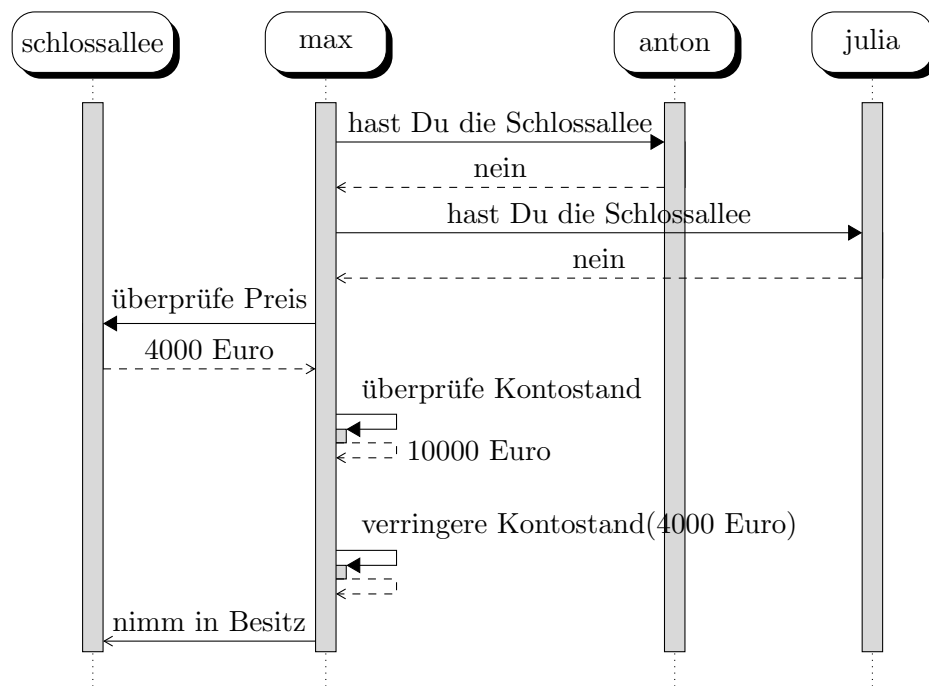 schlossallee
max
anton
julia
hast Du die Schlossallee
nein
hast Du die Schlossallee
nein
überprüfe Preis
4000 Euro
überprüfe Kontostand
10000 Euro
verringere Kontostand(4000 Euro)
nimm in Besitz